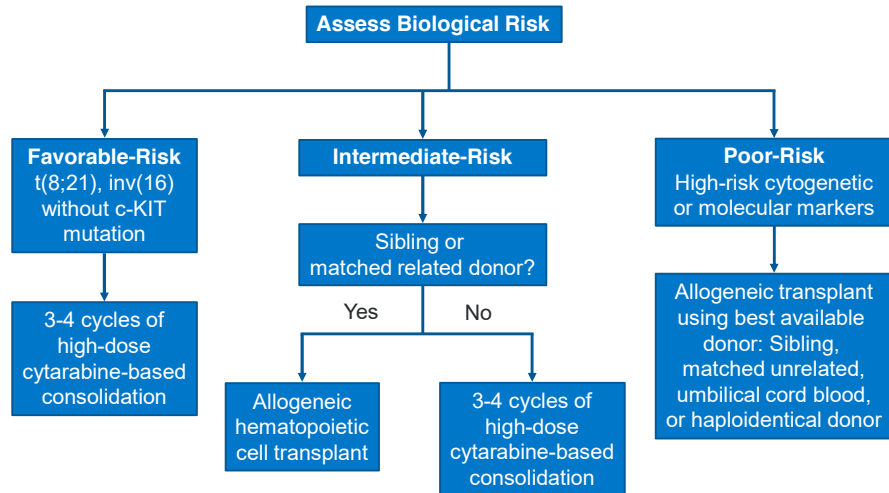 Assess Biological Risk
Favorable-Risk
t(8;21), inv(16)
without c-KIT
mutation
Intermediate-Risk
Poor-Risk
High-risk cytogenetic
or molecular markers
Sibling or
matched related donor?
3-4 cycles of
high-dose
cytarabine-based
consolidation
Yes
No
Allogeneic
hematopoietic
cell transplant
3-4 cycles of
high-dose
cytarabine-based
consolidation
Allogeneic transplant
using best available
donor: Sibling,
matched unrelated,
umbilical cord blood,
or haploidentical donor